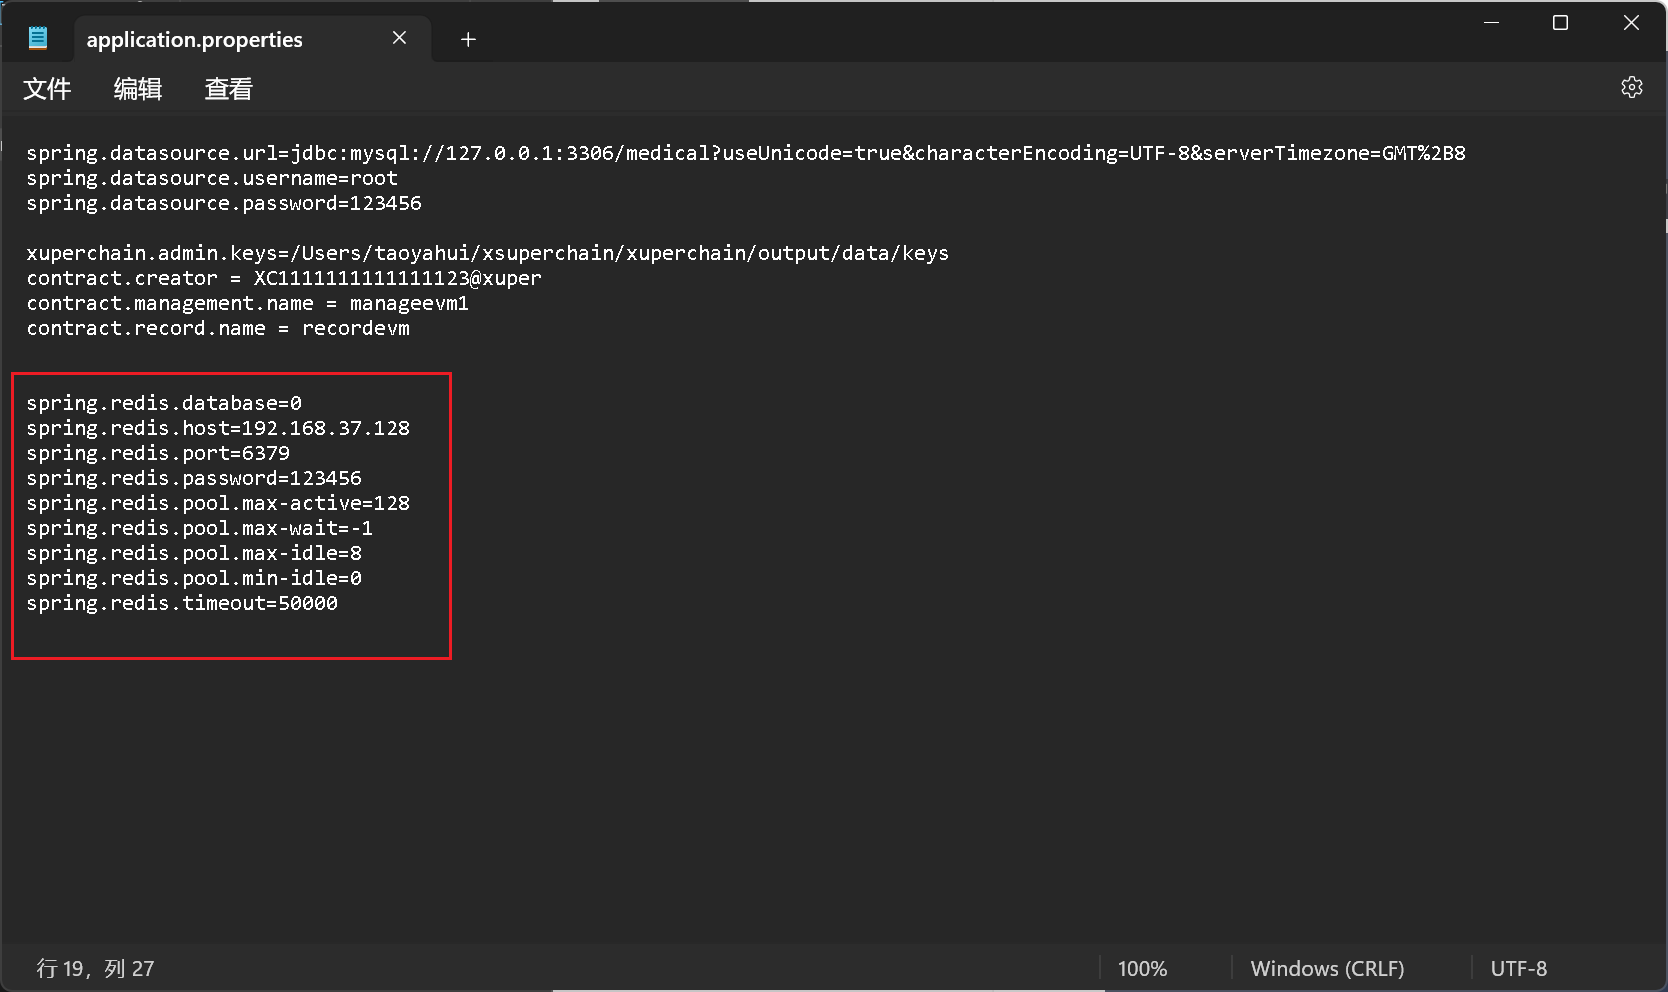 application.properties
文件 编辑 查看
spring.datasource.url=jdbc:mysql://127.0.0.1:3306/medical?useUnicode=true&characterEncoding=UTF-8&serverTimezone=GMT%2B8
spring.datasource.username=root
spring.datasource.password=123456
xuperchain.admin.keys=/Users/taoyahui/xsuperchain/xuperchain/output/data/keys
contract.creator = XC1111111111111123@xuper
contract.management.name = manageevm1
contract.record.name = recordevm
spring.redis.database=0
spring.redis.host=192.168.37.128
spring.redis.port=6379
spring.redis.password=123456
spring.redis.pool.max-active=128
spring.redis.pool.max-wait=-1
spring.redis.pool.max-idle=8
spring.redis.pool.min-idle=0
spring.redis.timeout=50000
行 19，列 27 100% Windows (CRLF) UTF-8